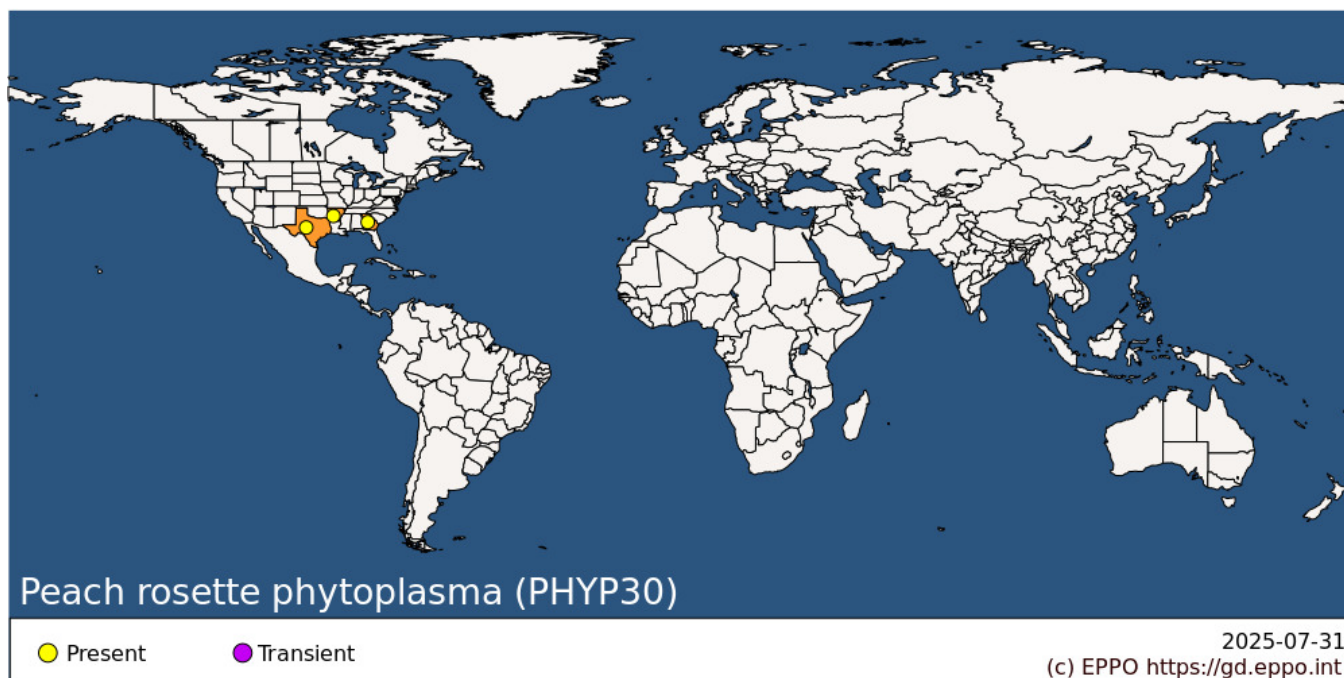 Peach rosette phytoplasma (PHYP30)
Present
Transient
2025-07-31
(c) EPPO https://gd.eppo.int